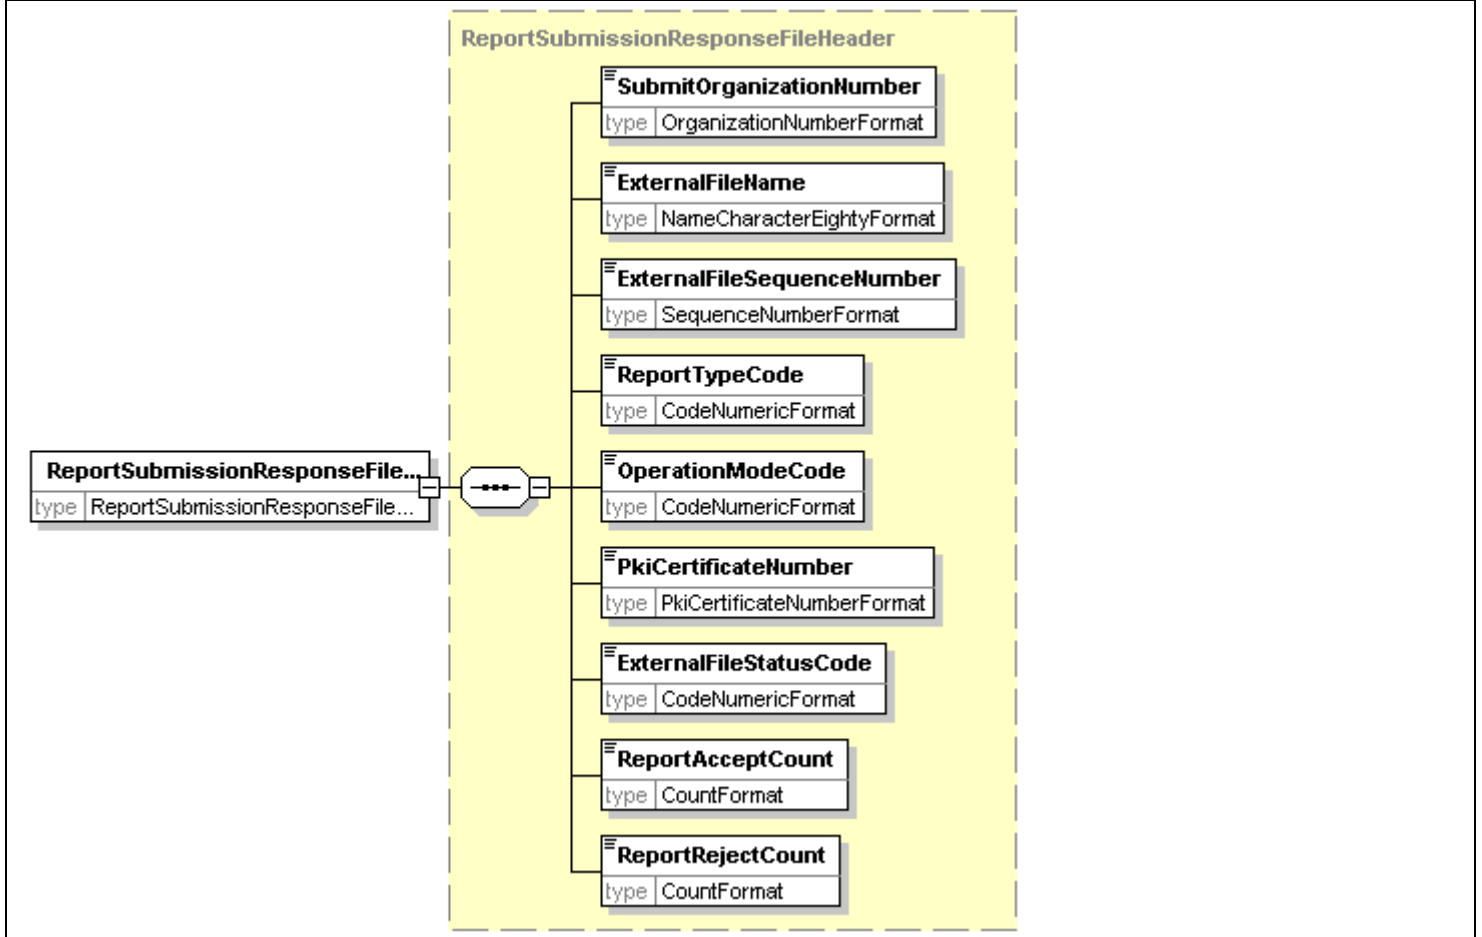 ReportSubmissionResponseFileHeader
SubmitOrganizationNumber
type OrganizationNumberFormat
ExternalFileName
type NameCharacterEightyFormat
ExternalFileSequenceNumber
type SequenceNumberFormat
ReportTypeCode
type CodeNumericFormat
ReportSubmissionResponseFile...
type ReportSubmissionResponseFile...
OperationModeCode
type CodeNumericFormat
PkiCertificateNumber
type PkiCertificateNumberFormat
ExternalFileStatusCode
type CodeNumericFormat
ReportAcceptCount
type CountFormat
ReportRejectCount
type CountFormat